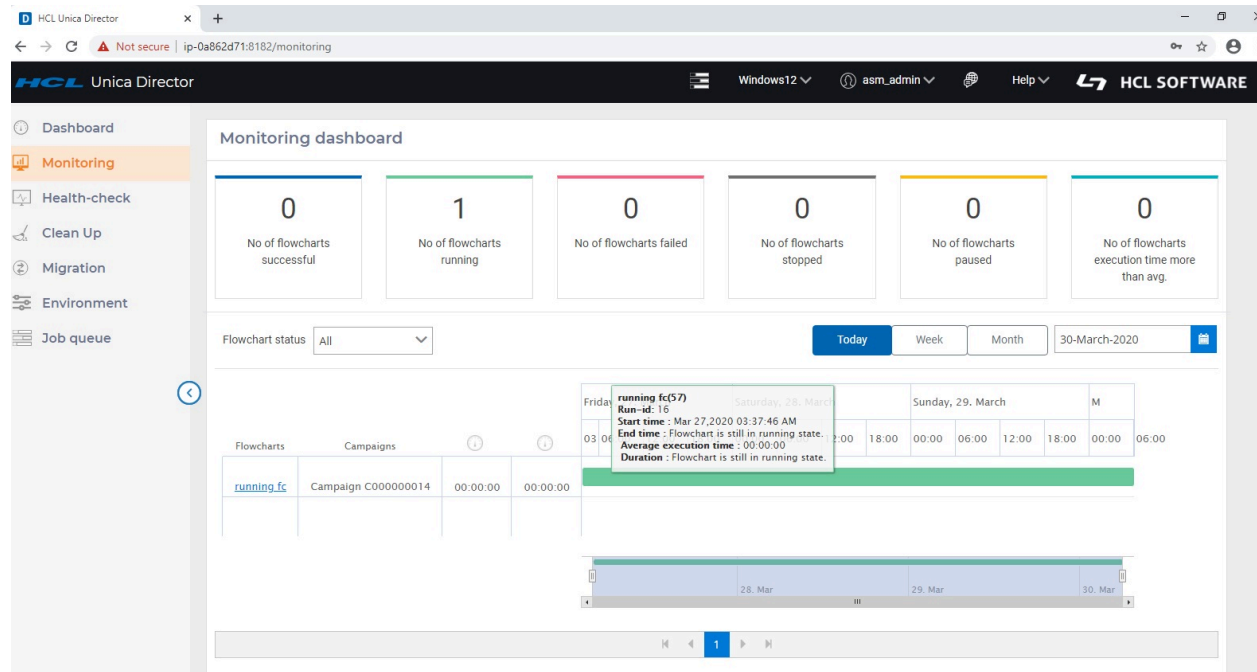 HCL Unica Director
Not secure | ip-0a862d71:8182/monitoring
HCL Unica Director
Windows12
asm_admin
Help
HCL SOFTWARE
Dashboard
Monitoring
Health-check
Clean Up
Migration
Environment
Job queue
Monitoring dashboard
0
No of flowcharts
successful
1
No of flowcharts
running
0
No of flowcharts failed
0
No of flowcharts
stopped
0
No of flowcharts
paused
0
No of flowcharts
execution time more
than avg.
Flowchart status
All
Today
Week
Month
30-March-2020
running fc(57)
Run-id: 16
Start time : Mar 27,2020 03:37:46 AM
End time : Flowchart is still in running state.
Average execution time : 00:00:00
Duration : Flowchart is still in running state.
Saturday, 28. March
Sunday, 29. March
M
Flowcharts
Campaigns
03
18:00
00:00
06:00
12:00
18:00
00:00
06:00
running fc
Campaign C000000014
00:00:00
00:00:00
28. Mar
29. Mar
30. Mar
1